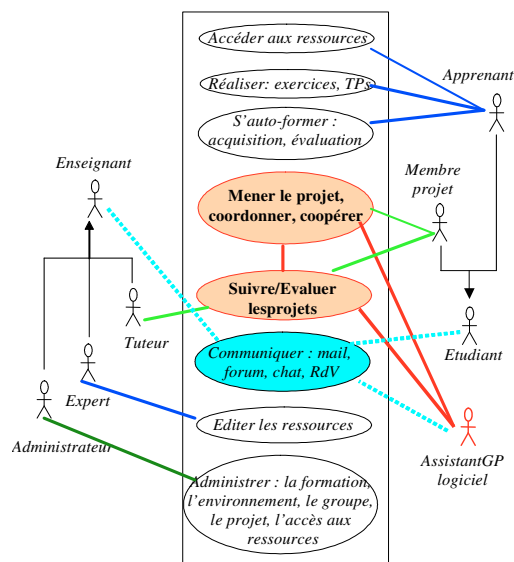 Accéder aux ressources
Apprenant
Réaliser: exercices, TPs
S'auto-former :
acquisition, évaluation
Enseignant
Membre
projet
Mener le projet,
coordonner, coopérer
Suivre/Evaluer
lesprojets
Tuteur
Etudiant
Communiquer : mail,
forum, chat, RdV
Expert
Editer les ressources
Administrateur
AssistantGP
logiciel
Administrer : la formation,
l'environnement, le groupe,
le projet, l'accès aux
ressources